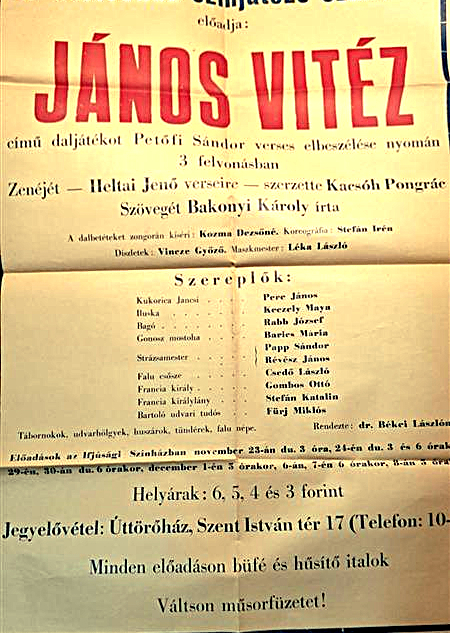 előadja:
JÁNOS VITÉZ
című daljátékot Petőfi Sándor verses elbeszélése nyomán
3 felvonásban
Zenéjét — Heltai Jenő verseire — szerzette Kacsóh Pongrác
Szövegét Bakonyi Károly írta
A dalbetéteket zongorán kíséri: Kozma Dezsőné. Koreográfia: Stefán Irén
Díszletek: Vincze Győző. Maszkmester: Léka László
Szereplők:
Kukorica Jancsi . . . . Pere János
Iluska . . . . . Keczely Maya
Bagó . . . . . Rabb József
Gonosz mostoha . . . . Barics Mária
Papp Sándor
Strázsamester . . . . Révész János
Falu csősze . . . . Csedő László
Francia király . . . . Gombos Ottó
Francia királylány . . . . Stefán Katalin
Bartoló udvari tudós . . Fürj Miklós
Tábornokok, udvarhölgyek, huszárok, tündérek, falu népe. Rendezte: dr. Békei László
Előadások az Ifjúsági Színházban november 23-án du. 3 óra, 24-én du. 3 és 6 órak
29-én, 30-án du. 6 órakor, december 1-én 3 órakor, 6-án, 7-én 6 órakor, 8-án 3 óra
Helyárak: 6, 5, 4 és 3 forint
Jegyelővétel: Úttörőház, Szent István tér 17 (Telefon: 10-
Minden előadáson büfé és hűsítő italok
Váltson műsorfüzetet!